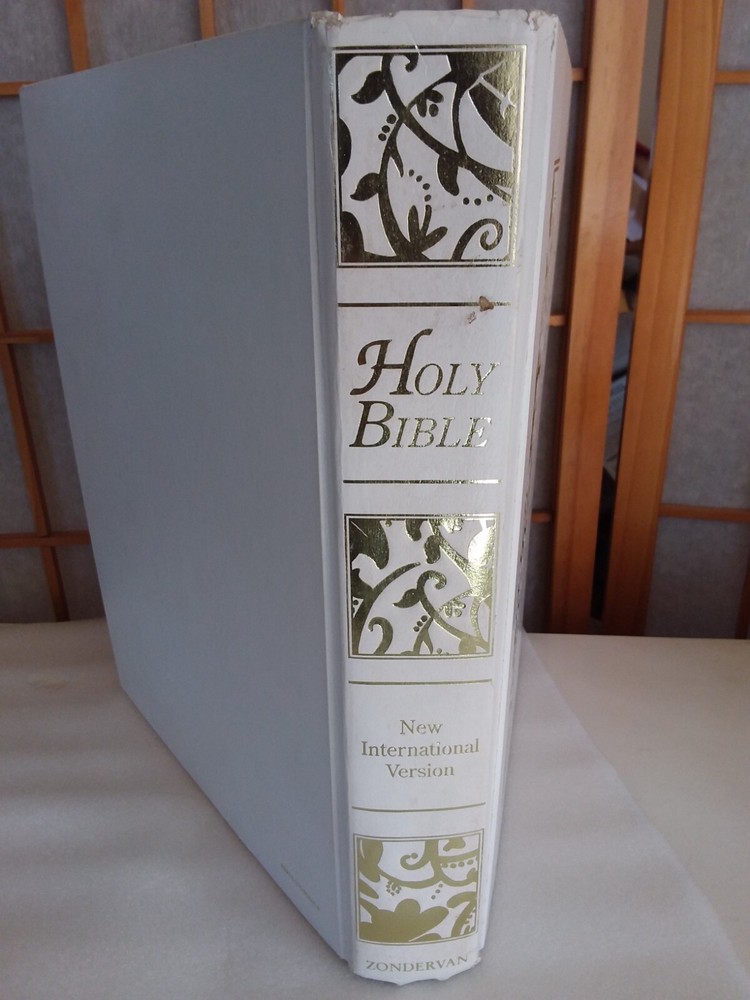 HOLY
BIBLE
New
International
Version
ZONDERVAN